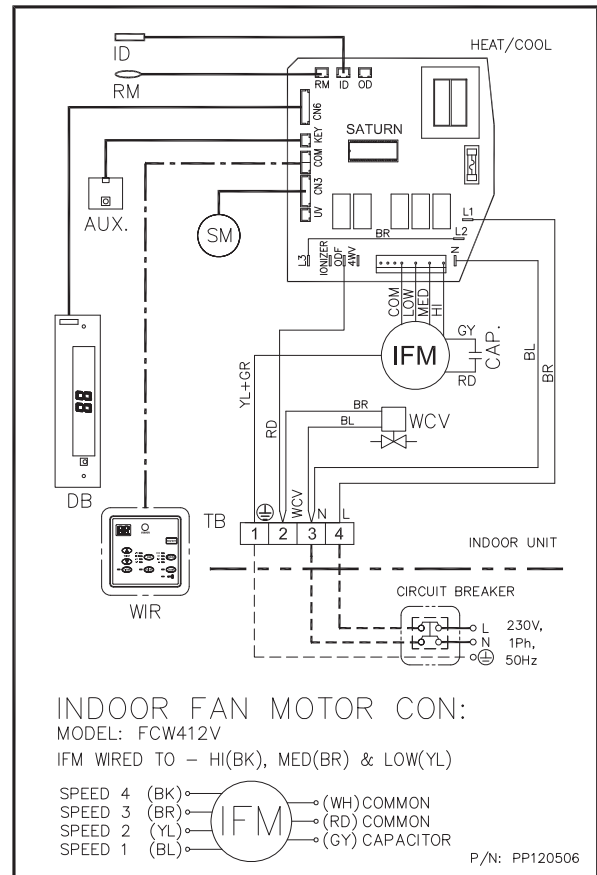 ID
HEAT/COOL
RM
RM ID OD
CN6
KEY
SATURN
COM
AUX.
CN3
UV
SM
L1
BR
L2
L3
IONIZER
ODF
4WV
N
COM
LOW
MED
HI
GY
CAP.
IFM
RD
YL+GR
RD
BL
BR
BR
BL
WCV
88
DB
WCV
N
L
TB
1 2 3 4
INDOOR UNIT
WIR
CIRCUIT BREAKER
L
230V,
N
1Ph,
50Hz
INDOOR FAN MOTOR CON:
MODEL: FCW412V
IFM WIRED TO – HI(BK), MED(BR) & LOW(YL)
SPEED 4 (BK)
SPEED 3 (BR)
SPEED 2 (YL)
SPEED 1 (BL)
IFM
(WH) COMMON
(RD) COMMON
(GY) CAPACITOR
P/N: PP120506